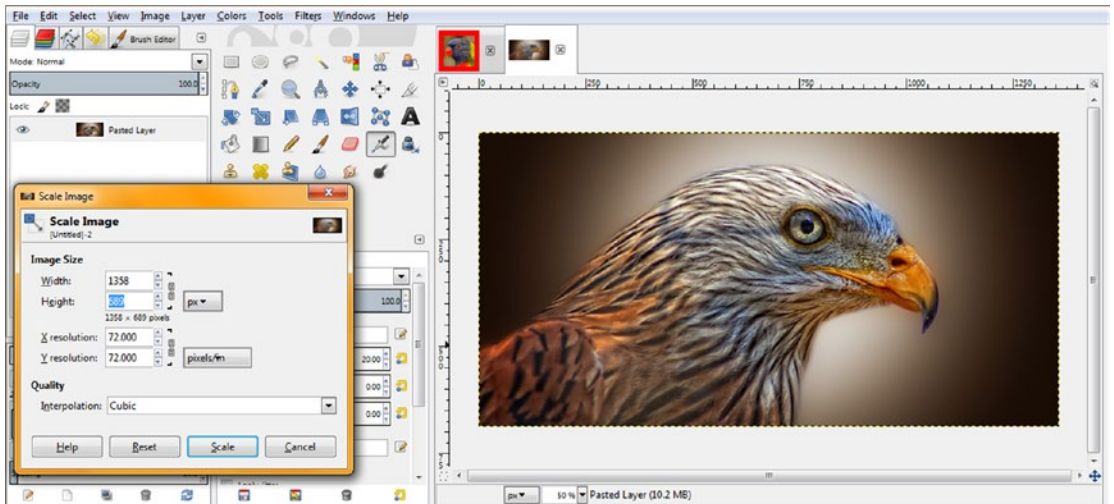 File Edit Select View Image Layer Colors Tools Filters Windows Help
Brush Editor
Mode: Normal
Opacity 100.0
Lock:
Pasted Layer
Scale Image
Scale Image
[Untitled]-2
Image Size
Width: 1358
Height: 689 px
1358 × 689 pixels
X resolution: 72.000
Y resolution: 72.000 pixels/in
Quality
Interpolation: Cubic
Help Reset Scale Cancel
100.0
20.00
0.00
0.00
0 250 500 750 1000 1250
px 50 % Pasted Layer (10.2 MB)